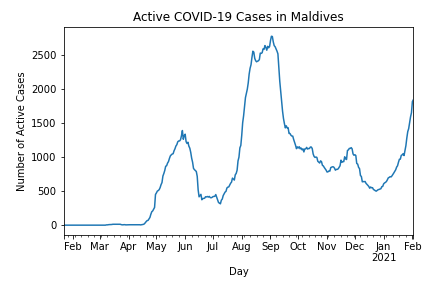 Active COVID-19 Cases in Maldives
Number of Active Cases
2500
2000
1500
1000
500
0
Feb Mar Apr May Jun Jul Aug Sep Oct Nov Dec Jan Feb
2021
Day